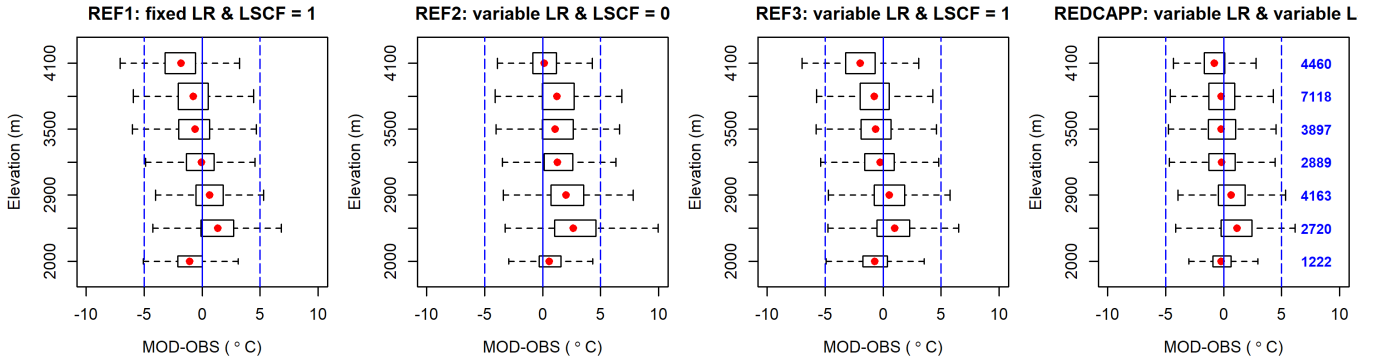 REF1: fixed LR & LSCF = 1
Elevation (m)
4100
3500
2900
2000
-10 -5 0 5 10
MOD-OBS ( ° C)
REF2: variable LR & LSCF = 0
Elevation (m)
4100
3500
2900
2000
-10 -5 0 5 10
MOD-OBS ( ° C)
REF3: variable LR & LSCF = 1
Elevation (m)
4100
3500
2900
2000
-10 -5 0 5 10
MOD-OBS ( ° C)
REDCAPP: variable LR & variable L
Elevation (m)
4100
3500
2900
2000
4460
7118
3897
2889
4163
2720
1222
-10 -5 0 5 10
MOD-OBS ( ° C)